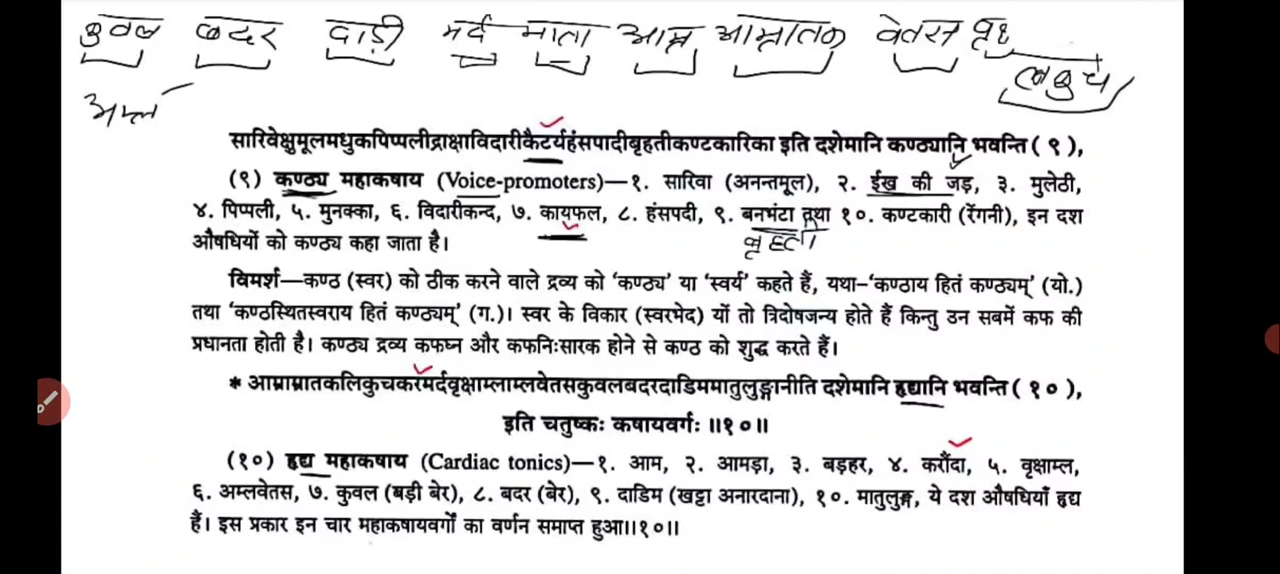 कुवल बदर दाड़ी मर्द माता आम्र आम्रातक वेतस वृक्ष
लकुच
अम्ल
सारिवेक्षुमूलमधुकपिप्पलीद्राक्षाविदारीकैटर्यहंसपादीबृहतीकण्टकारिका इति दशेमानि कण्ठ्यानि भवन्ति ( ९ ),
(९) कण्ठ्य महाकषाय (Voice-promoters)—१. सारिवा (अनन्तमूल), २. ईख की जड़, ३. मुलेठी,
४. पिप्पली, ५. मुनक्का, ६. विदारीकन्द, ७. कायफल, ८. हंसपदी, ९. बनभंटा तथा १०. कण्टकारी (रेंगनी), इन दश
बृहती
औषधियों को कण्ठ्य कहा जाता है।
विमर्श—कण्ठ (स्वर) को ठीक करने वाले द्रव्य को ‘कण्ठ्य’ या ‘स्वर्य’ कहते हैं, यथा–‘कण्ठाय हितं कण्ठ्यम्’ (यो.)
तथा ‘कण्ठस्थितस्वराय हितं कण्ठ्यम्’ (ग.)। स्वर के विकार (स्वरभेद) यों तो त्रिदोषजन्य होते हैं किन्तु उन सबमें कफ की
प्रधानता होती है। कण्ठ्य द्रव्य कफघ्न और कफनिःसारक होने से कण्ठ को शुद्ध करते हैं।
* आम्राम्रातकलिकुचकरमर्दवृक्षाम्लाम्लवेतसकुवलबदरदाडिममातुलुङ्गानीति दशेमानि हृद्यानि भवन्ति ( १० ),
इति चतुष्कः कषायवर्गः ॥१०॥
(१०) हृद्य महाकषाय (Cardiac tonics)—१. आम, २. आमड़ा, ३. बड़हर, ४. करौंदा, ५. वृक्षाम्ल,
६. अम्लवेतस, ७. कुवल (बड़ी बेर), ८. बदर (बेर), ९. दाडिम (खट्टा अनारदाना), १०. मातुलुङ्ग, ये दश औषधियाँ हृद्य
हैं। इस प्रकार इन चार महाकषायवर्गों का वर्णन समाप्त हुआ॥१०॥